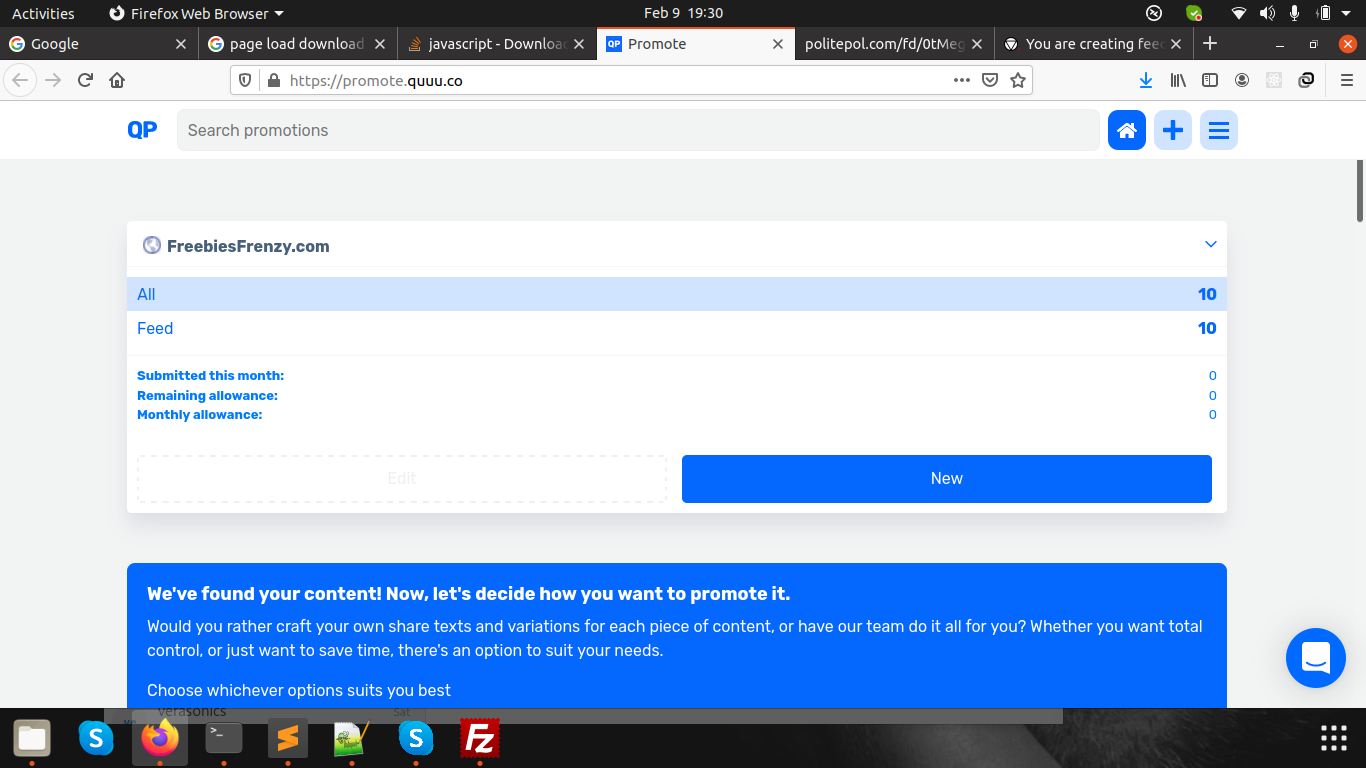 Activities
Firefox Web Browser
Feb 9 19:30
Google
page load download
javascript - Downloa
Promote
politepol.com/fd/0tMeg
You are creating feed
https://promote.quuu.co
QP
Search promotions
FreebiesFrenzy.com
All
10
Feed
10
Submitted this month:
0
Remaining allowance:
0
Monthly allowance:
0
Edit
New
We've found your content! Now, let's decide how you want to promote it.
Would you rather craft your own share texts and variations for each piece of content, or have our team do it all for you? Whether you want total
control, or just want to save time, there's an option to suit your needs.
Choose whichever options suits you best
verasonics
Sat